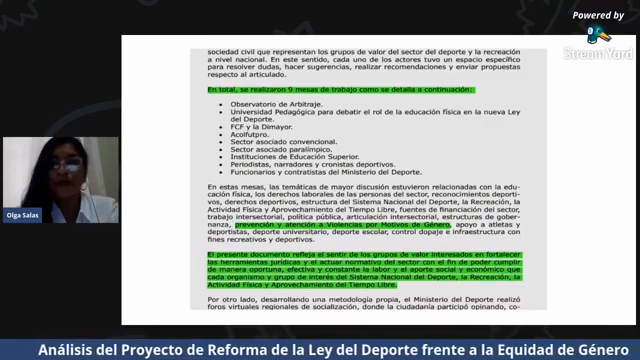 Powered by
StreamYard
sociedad civil que representan los grupos de valor del sector del deporte y la recreación
a nivel nacional. En este sentido, cada uno de los actores tuvo un espacio específico
para resolver dudas, hacer sugerencias, realizar recomendaciones y enviar propuestas
respecto al articulado.
En total, se realizaron 9 mesas de trabajo como se detalla a continuación:
• Observatorio de Arbitraje.
• Universidad Pedagógica para debatir el rol de la educación física en la nueva Ley
del Deporte.
• FCF y la Dimayor.
• Acolfutpro.
• Sector asociado convencional.
• Sector asociado paralímpico.
• Instituciones de Educación Superior.
• Periodistas, narradores y cronistas deportivos.
• Funcionarios y contratistas del Ministerio del Deporte.
En estas mesas, las temáticas de mayor discusión estuvieron relacionadas con la edu-
cación física, los derechos laborales de las personas del sector, reconocimientos deporti-
vos, derechos deportivos, estructura del Sistema Nacional del Deporte, la Recreación, la
Actividad Física y Aprovechamiento del Tiempo Libre, fuentes de financiación del sector,
trabajo intersectorial, política pública, articulación intersectorial, estructuras de gober-
nanza, prevención y atención a Violencias por Motivos de Género, apoyo a atletas y
deportistas, deporte universitario, deporte escolar, control dopaje e infraestructura con
fines recreativos y deportivos.
El presente documento refleja el sentir de los grupos de valor interesados en fortalecer
las herramientas jurídicas y el actuar normativo del sector con el fin de poder cumplir
de manera oportuna, efectiva y constante la labor y el aporte social y económico que
cada organismo y grupo de interés del Sistema Nacional del Deporte, la Recreación, la
Actividad Física y Aprovechamiento del Tiempo Libre.
Por otro lado, desarrollando una metodología propia, el Ministerio del Deporte realizó
foros virtuales regionales de socialización, donde la ciudadanía participó opinando, co-
Olga Salas
Análisis del Proyecto de Reforma de la Ley del Deporte frente a la Equidad de Género